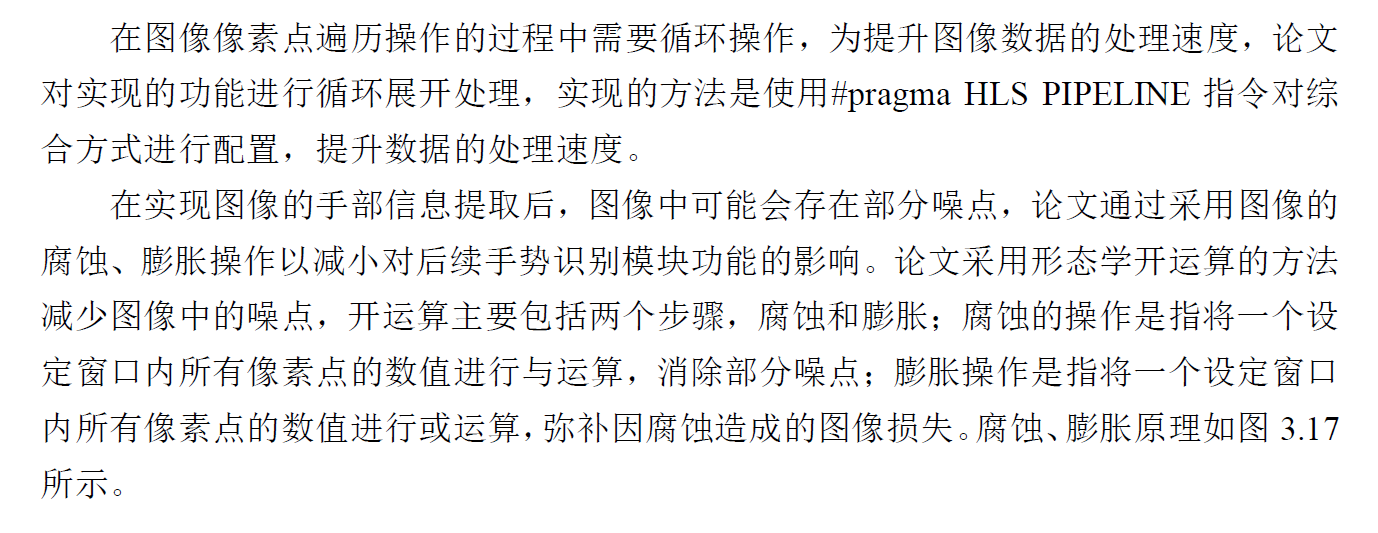 在图像像素点遍历操作的过程中需要循环操作，为提升图像数据的处理速度，论文
对实现的功能进行循环展开处理，实现的方法是使用#pragma HLS PIPELINE 指令对综
合方式进行配置，提升数据的处理速度。
在实现图像的手部信息提取后，图像中可能会存在部分噪点，论文通过采用图像的
腐蚀、膨胀操作以减小对后续手势识别模块功能的影响。论文采用形态学开运算的方法
减少图像中的噪点，开运算主要包括两个步骤，腐蚀和膨胀；腐蚀的操作是指将一个设
定窗口内所有像素点的数值进行与运算，消除部分噪点；膨胀操作是指将一个设定窗口
内所有像素点的数值进行或运算，弥补因腐蚀造成的图像损失。腐蚀、膨胀原理如图 3.17
所示。